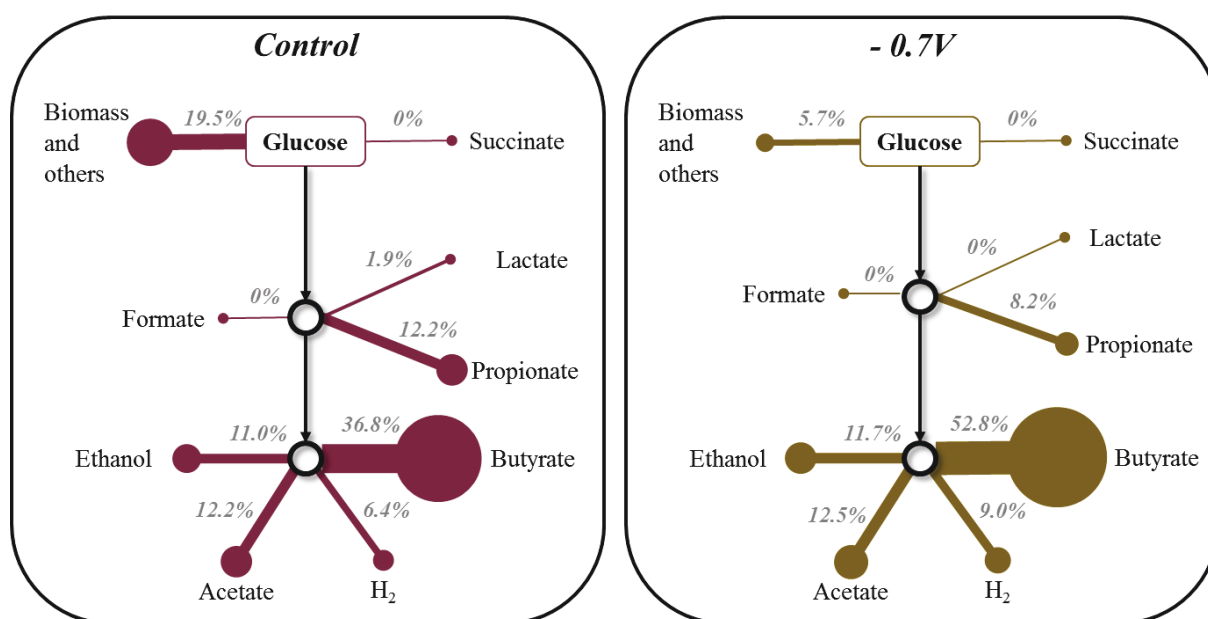 Control
Biomass
and
others
19.5%
Glucose
0%
Succinate
1.9%
Lactate
0%
Formate
12.2%
Propionate
11.0%
36.8%
Ethanol
Butyrate
12.2%
6.4%
Acetate
H₂
- 0.7V
Biomass
and
others
5.7%
Glucose
0%
Succinate
0%
Lactate
0%
Formate
8.2%
Propionate
11.7%
52.8%
Ethanol
Butyrate
12.5%
9.0%
Acetate
H₂